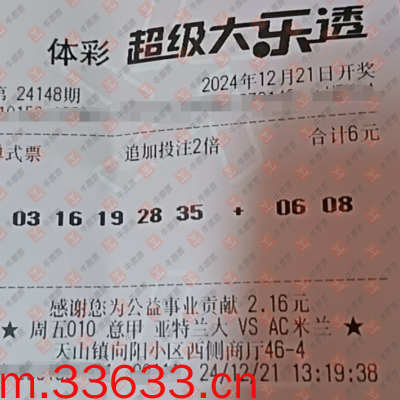 体彩 超级大乐透
第 24148期 2024年12月21日开奖
单式票 追加投注2倍 合计6元
03 16 19 28 35 + 06 08
感谢您为公益事业贡献 2.16元
★ 周五010 意甲 亚特兰大 VS AC米兰 ★
天山镇向阳小区西侧商厅46-4
24/12/21 13:19:38
m.33633.cn